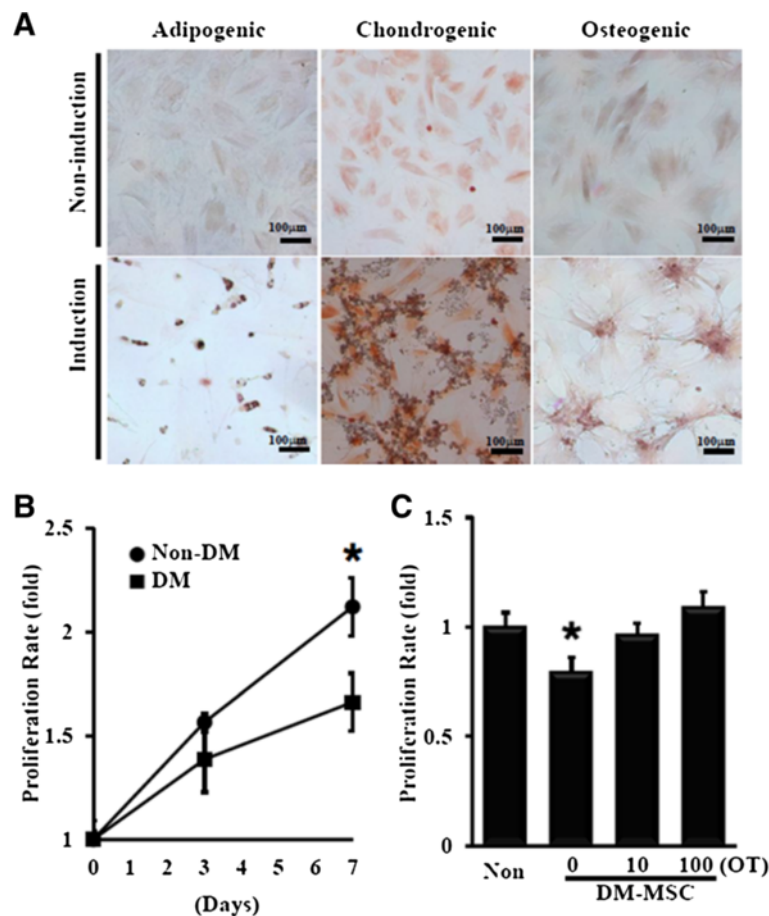 A
Adipogenic Chondrogenic Osteogenic
Non-induction
100μm 100μm 100μm
Induction
100μm 100μm 100μm
B
2.5
2
1.5
1
Proliferation Rate (fold)
Non-DM
DM
*
0 1 2 3 4 5 6 7
(Days)
C
1.5
1
0.5
0
Proliferation Rate (fold)
*
Non 0 10 100 (OT)
DM-MSC